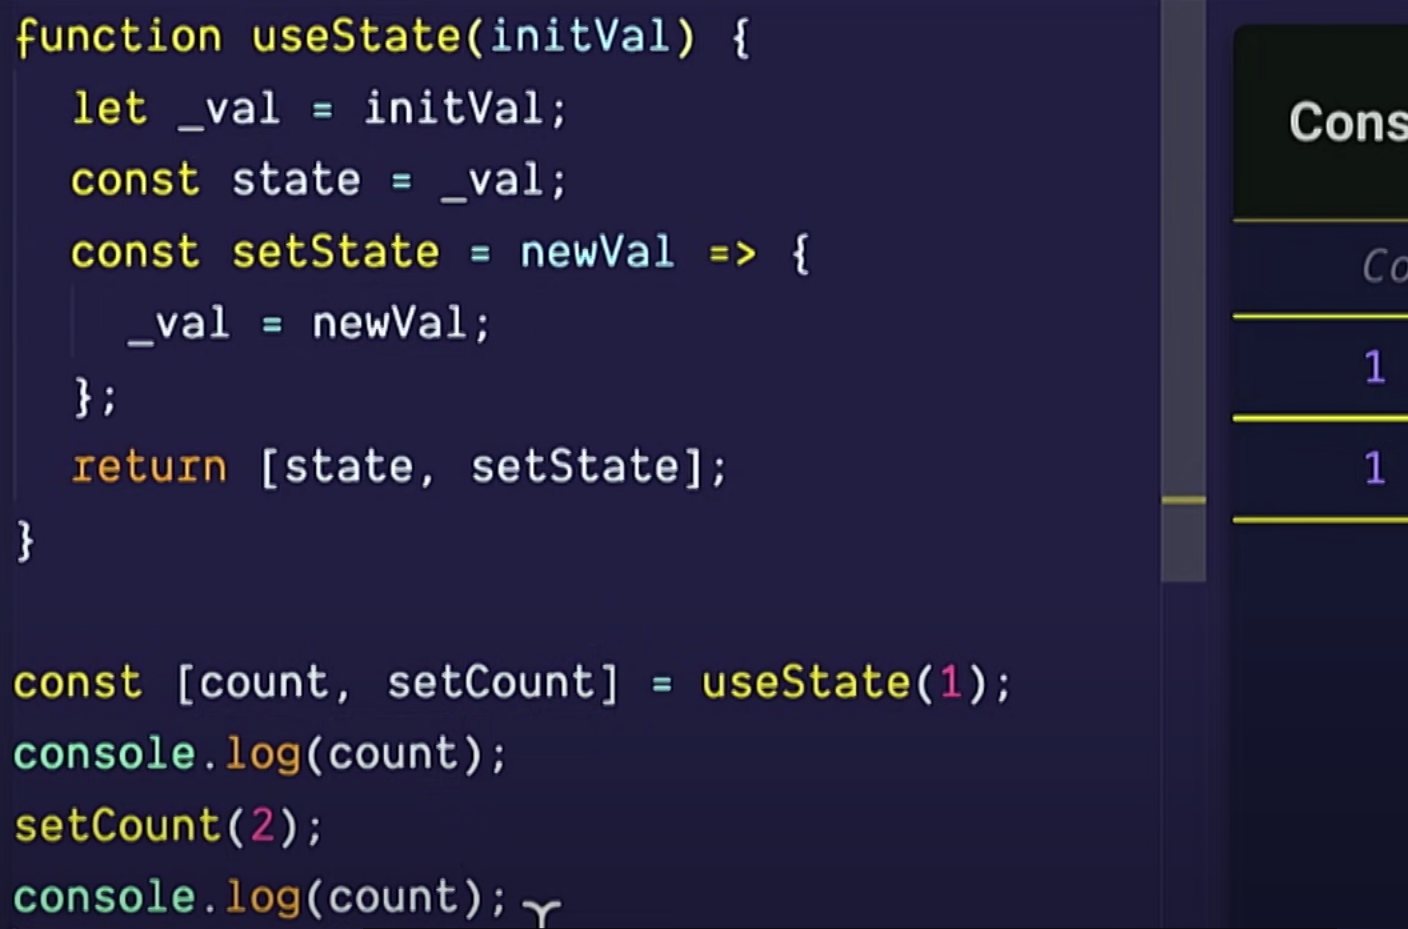 function useState(initVal) {
let _val = initVal;
const state = _val;
const setState = newVal => {
_val = newVal;
};
return [state, setState];
}
const [count, setCount] = useState(1);
console.log(count);
setCount(2);
console.log(count);
Cons
Co
1
1